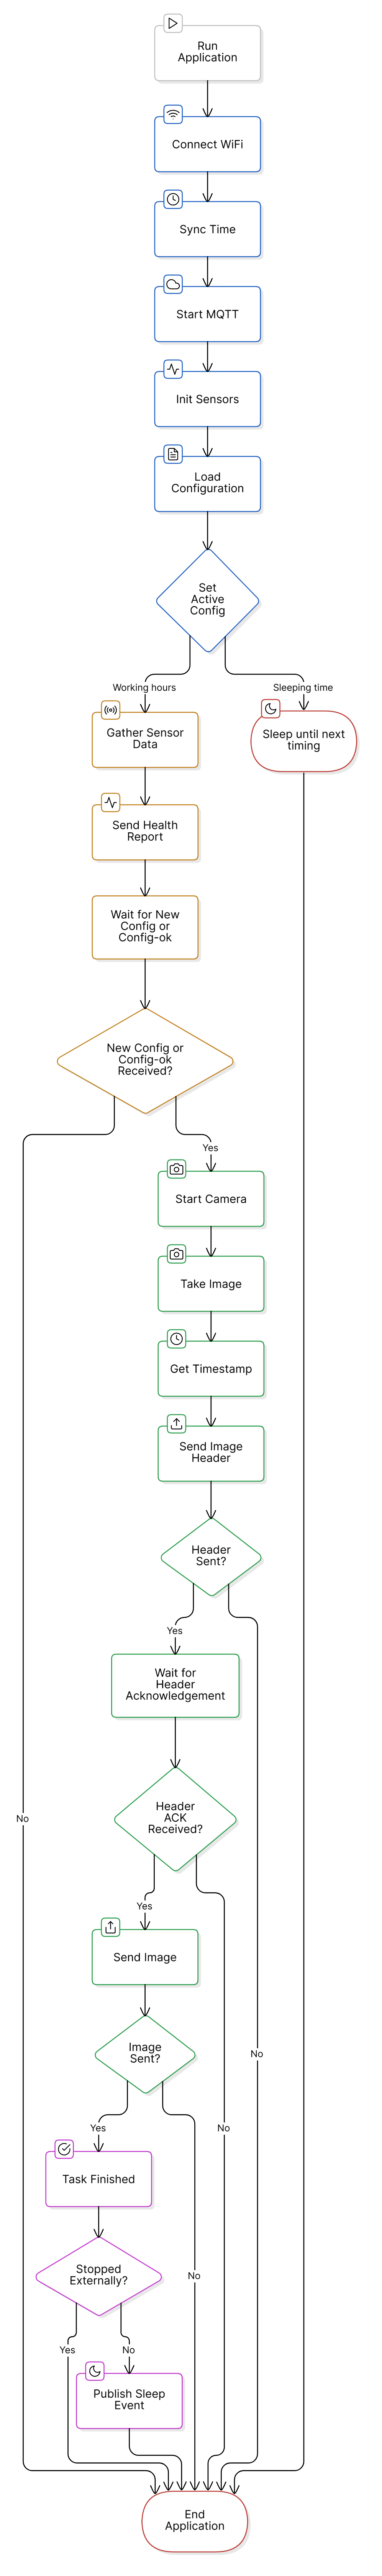 Run
Application
Connect WiFi
Sync Time
Start MQTT
Init Sensors
Load
Configuration
Set
Active
Config
Working hours
Sleeping time
Gather Sensor
Data
Sleep until next
timing
Send Health
Report
Wait for New
Config or
Config-ok
New Config or
Config-ok
Received?
Yes
Start Camera
Take Image
Get Timestamp
Send Image
Header
Header
Sent?
Yes
Wait for
Header
Acknowledgement
Header
ACK
Received?
No
Yes
Send Image
Image
Sent?
No
Yes
No
Task Finished
Stopped
Externally?
No
Yes
No
Publish Sleep
Event
End
Application